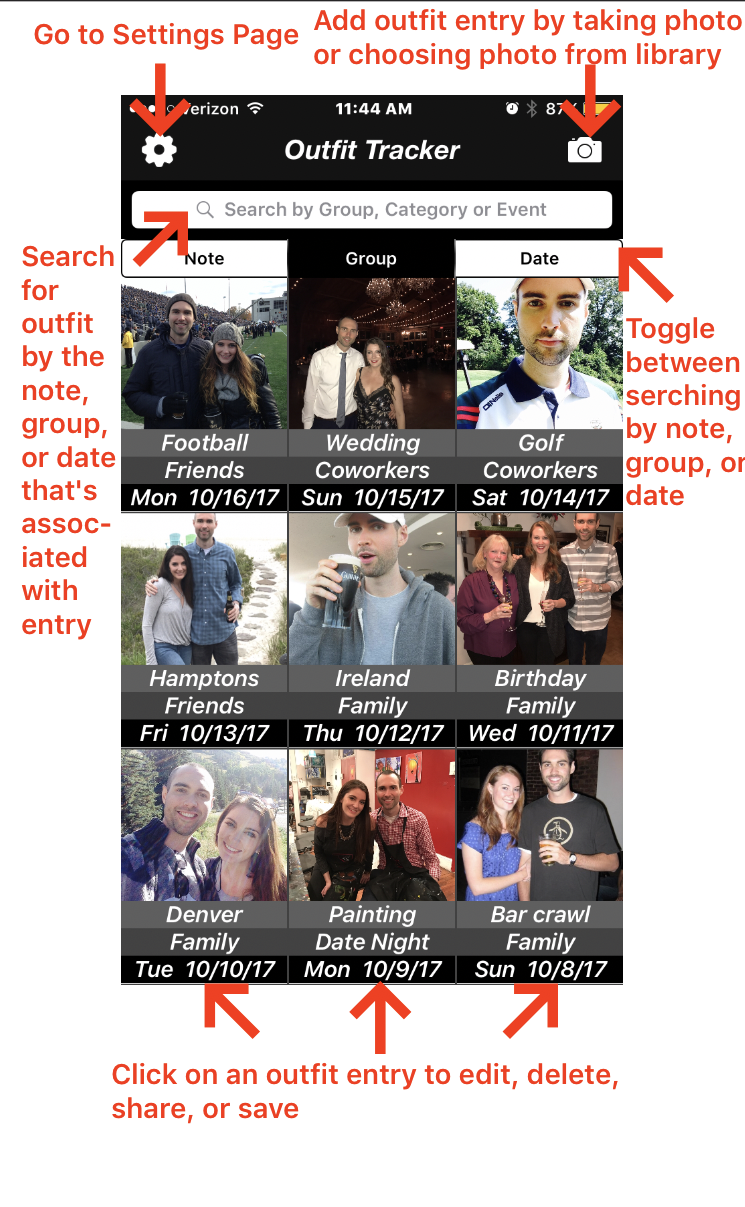 Go to Settings Page
Add outfit entry by taking photo
or choosing photo from library
verizon
11:44 AM
87%
Outfit Tracker
Search by Group, Category or Event
Note
Group
Date
Search
for
outfit
by the
note,
group,
or date
that's
assoc-
iated
with
entry
Toggle
between
serching
by note,
group, or
date
Football
Friends
Mon 10/16/17
Wedding
Coworkers
Sun 10/15/17
Golf
Coworkers
Sat 10/14/17
Hamptons
Friends
Fri 10/13/17
Ireland
Family
Thu 10/12/17
Birthday
Family
Wed 10/11/17
Denver
Family
Tue 10/10/17
Painting
Date Night
Mon 10/9/17
Bar crawl
Family
Sun 10/8/17
Click on an outfit entry to edit, delete,
share, or save